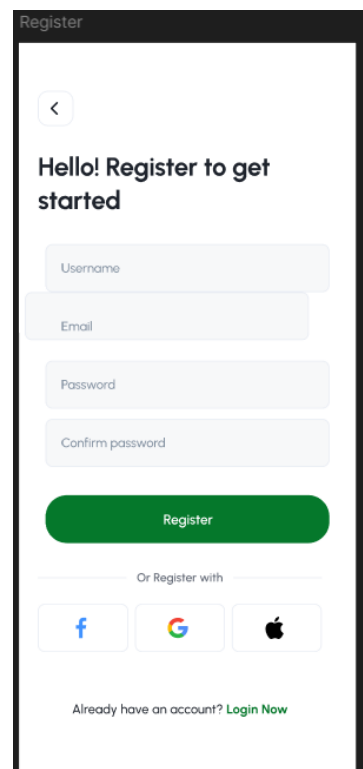 Register
Hello! Register to get
started
Username
Email
Password
Confirm password
Register
Or Register with
Already have an account? Login Now